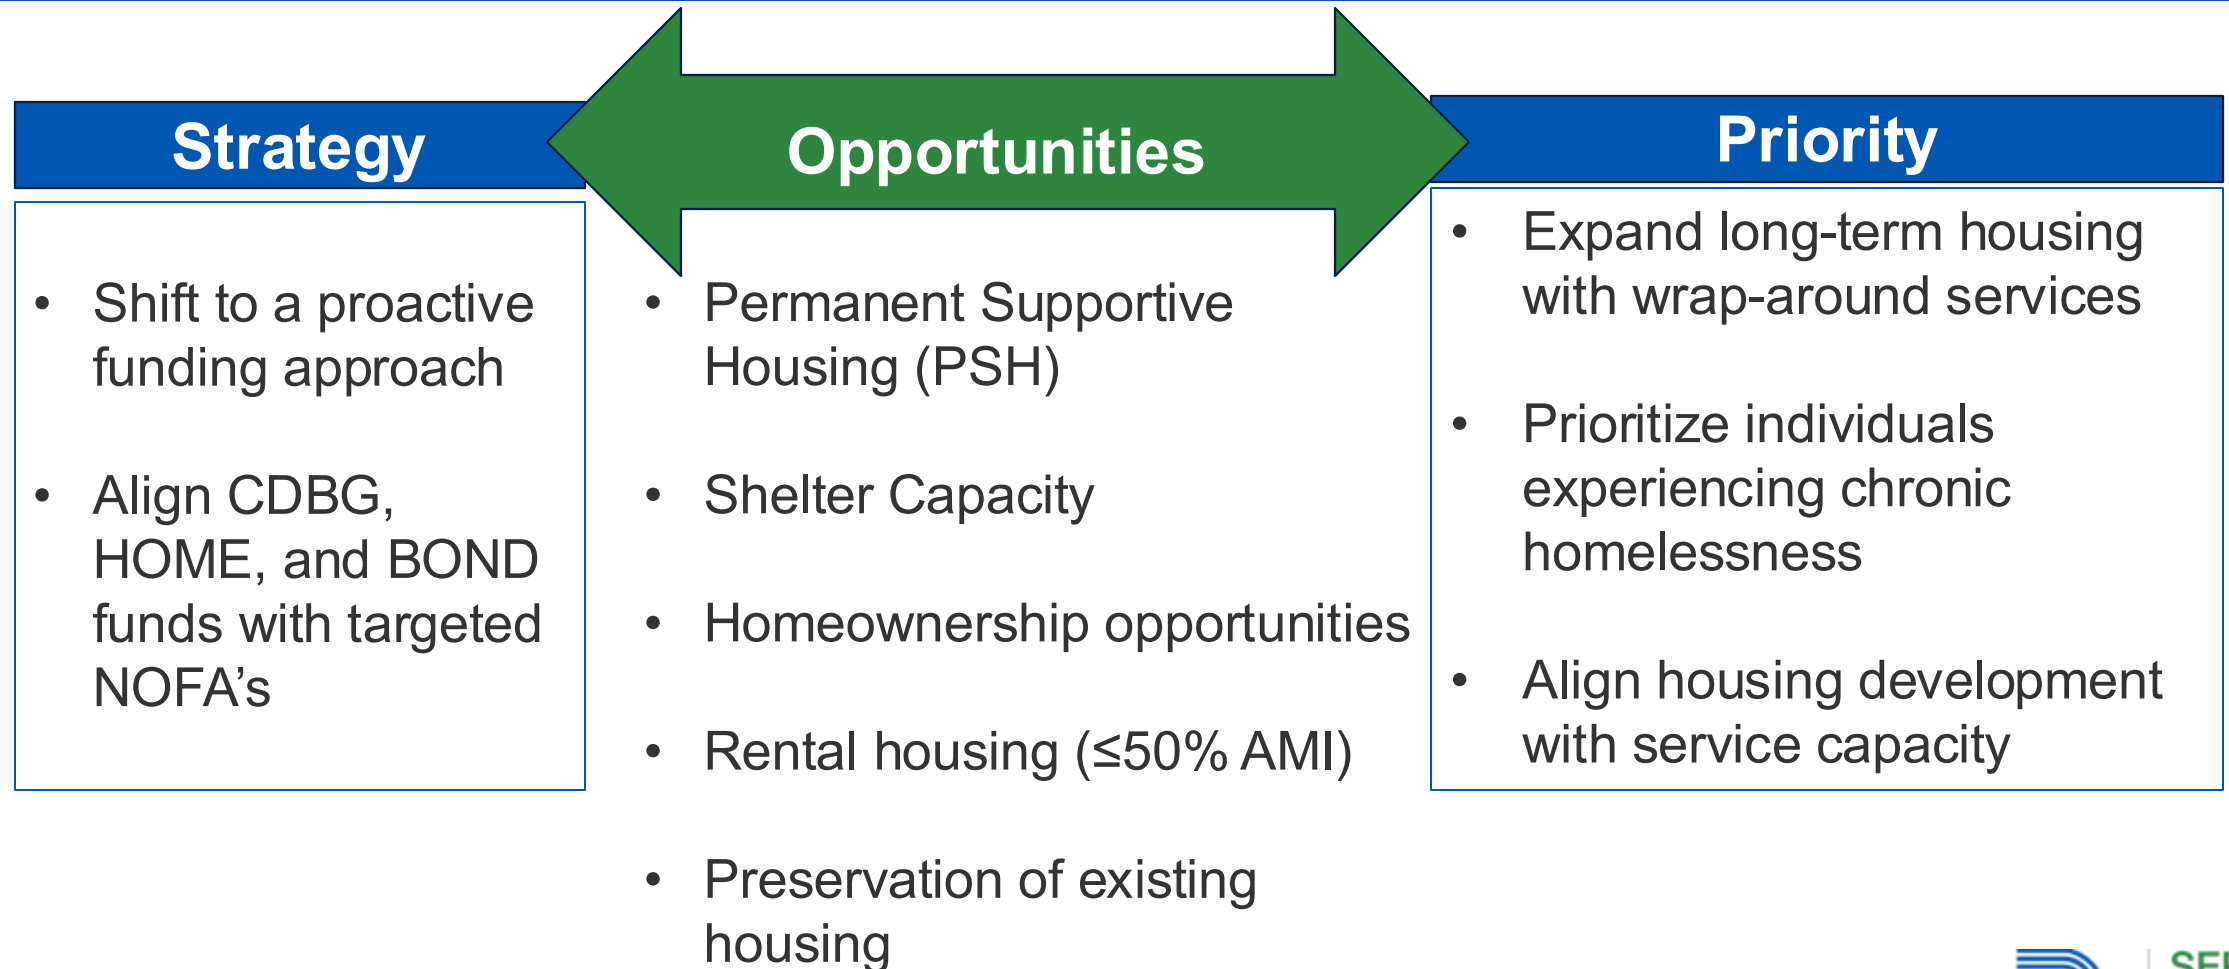 Strategy
• Shift to a proactive
funding approach
• Align CDBG,
HOME, and BOND
funds with targeted
NOFA’s
Opportunities
• Permanent Supportive
Housing (PSH)
• Shelter Capacity
• Homeownership opportunities
• Rental housing (≤50% AMI)
• Preservation of existing
housing
Priority
• Expand long-term housing
with wrap-around services
• Prioritize individuals
experiencing chronic
homelessness
• Align housing development
with service capacity